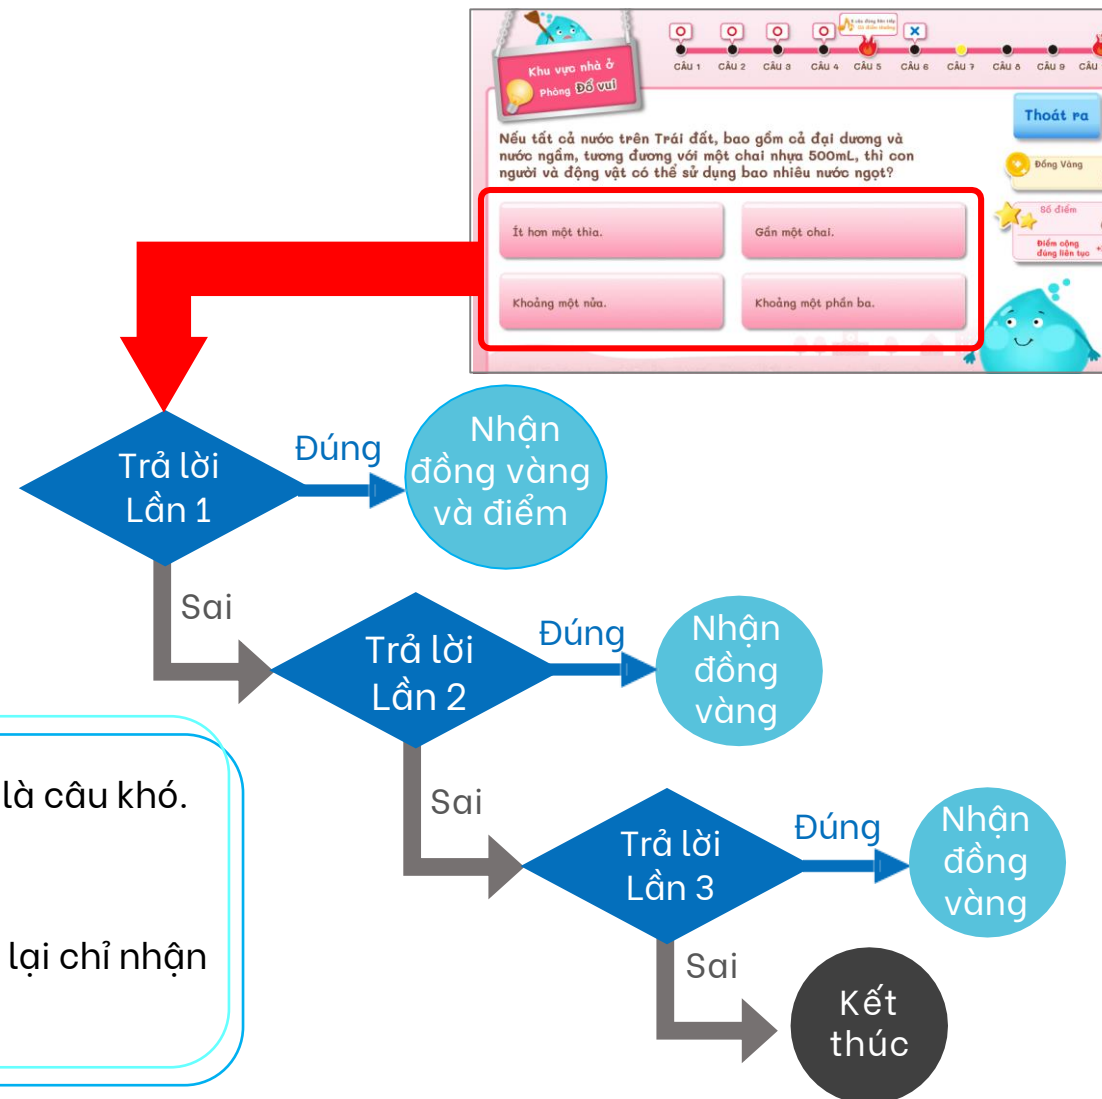 Khu vực nhà ở
Phòng Đố vui
CÂU 1
CÂU 2
CÂU 3
CÂU 4
CÂU 5
CÂU 6
CÂU 7
CÂU 8
CÂU 9
CÂU
Thoát ra
Nếu tất cả nước trên Trái đất, bao gồm cả đại dương và
nước ngầm, tương đương với một chai nhựa 500mL, thì con
người và động vật có thể sử dụng bao nhiêu nước ngọt?
Đồng Vàng
Số điểm
Điểm cộng
đúng liên tục
Ít hơn một thìa.
Gần một chai.
Khoảng một nửa.
Khoảng một phần ba.
Trả lời
Lần 1
Đúng
Nhận
đồng vàng
và điểm
Sai
Trả lời
Lần 2
Đúng
Nhận
đồng
vàng
Sai
Trả lời
Lần 3
Đúng
Nhận
đồng
vàng
Sai
Kết
thúc
là câu khó.
lại chỉ nhận